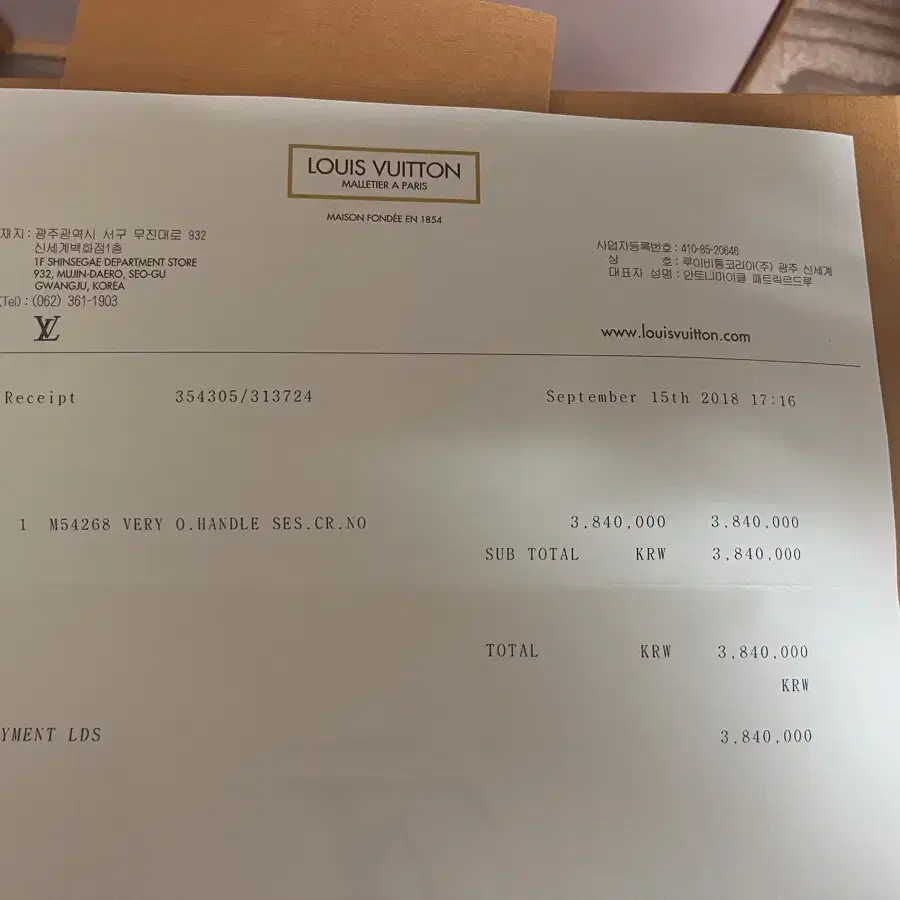 LOUIS VUITTON
MALLETIER A PARIS
MAISON FONDÉE EN 1854
재지 : 광주광역시 서구 무진대로 932
신세계백화점1층
1F SHINSEGAE DEPARTMENT STORE
932, MUJIN-DAERO, SEO-GU
GWANGJU, KOREA
(Tel) : (062) 361-1903
사업자등록번호 : 410-85-20646
상 호 : 루이비통코리아(주) 광주 신세계
대표자 성명 : 안토니마이클 패트릭르드루
LV
www.louisvuitton.com
Receipt 354305/313724 September 15th 2018 17:16
1 M54268 VERY O.HANDLE SES.CR.NO 3,840,000 3,840,000
SUB TOTAL KRW 3,840,000
TOTAL KRW 3,840,000
KRW
YMENT LDS 3,840,000